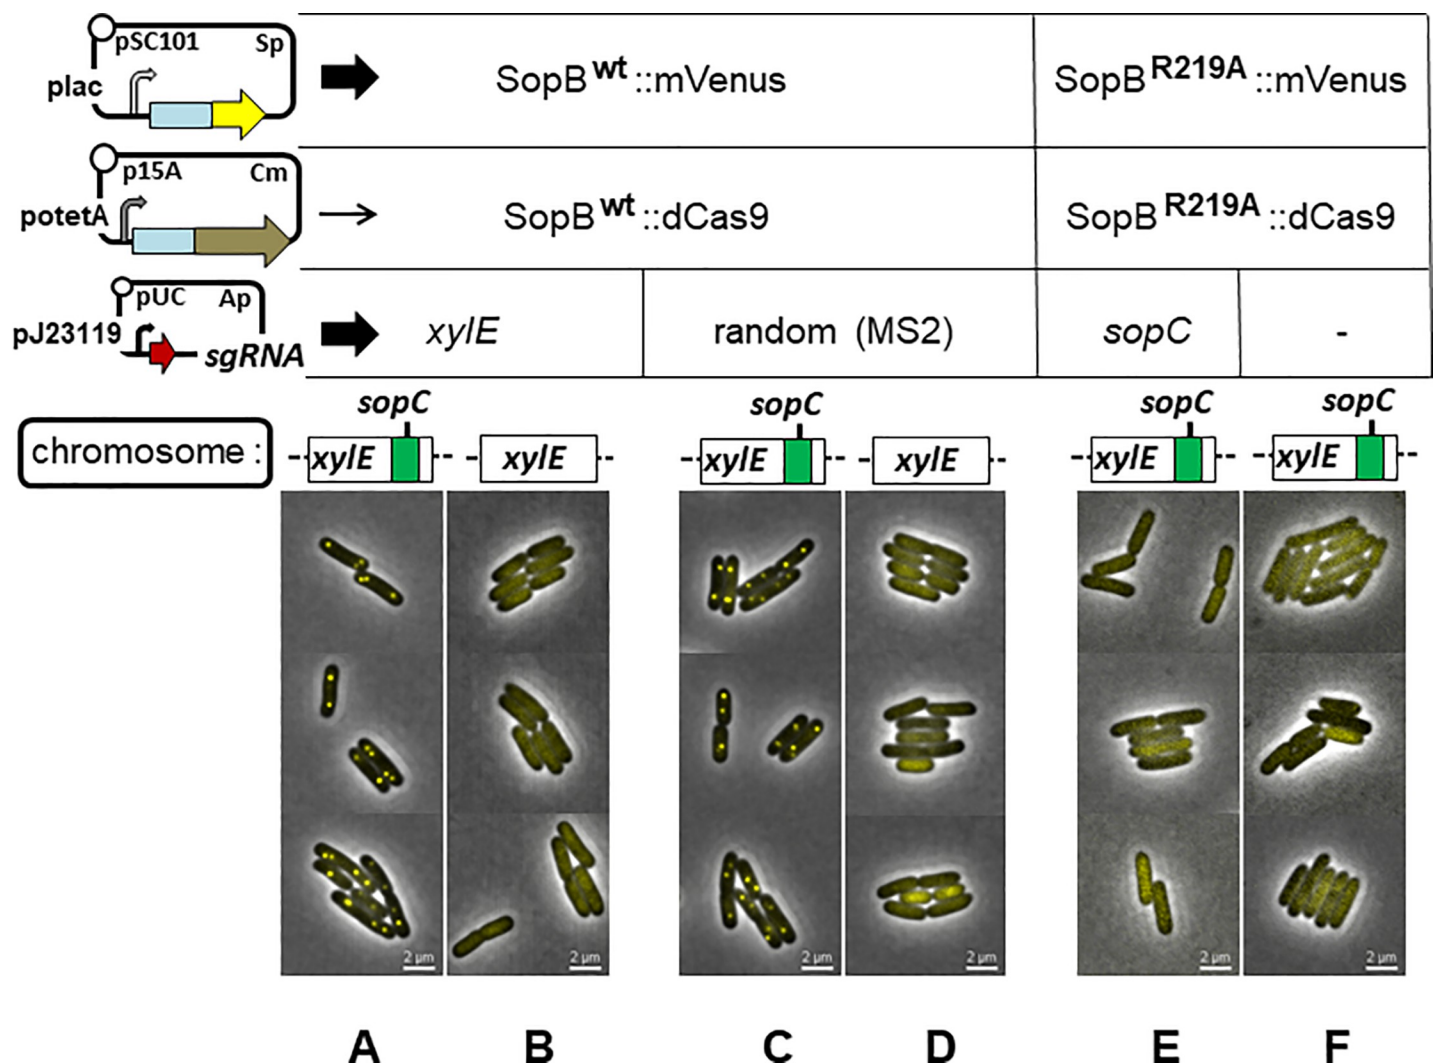 pSC101 Sp
plac
SopB wt ::mVenus
SopB R219A ::mVenus
p15A Cm
potetA
SopB wt ::dCas9
SopB R219A ::dCas9
pUC Ap
pJ23119
sgRNA
xylE
random (MS2)
sopC
-
chromosome :
sopC
xylE
xylE
sopC
xylE
xylE
sopC
xylE
sopC
xylE
2 µm
2 µm
2 µm
2 µm
2 µm
2 µm
A B C D E F